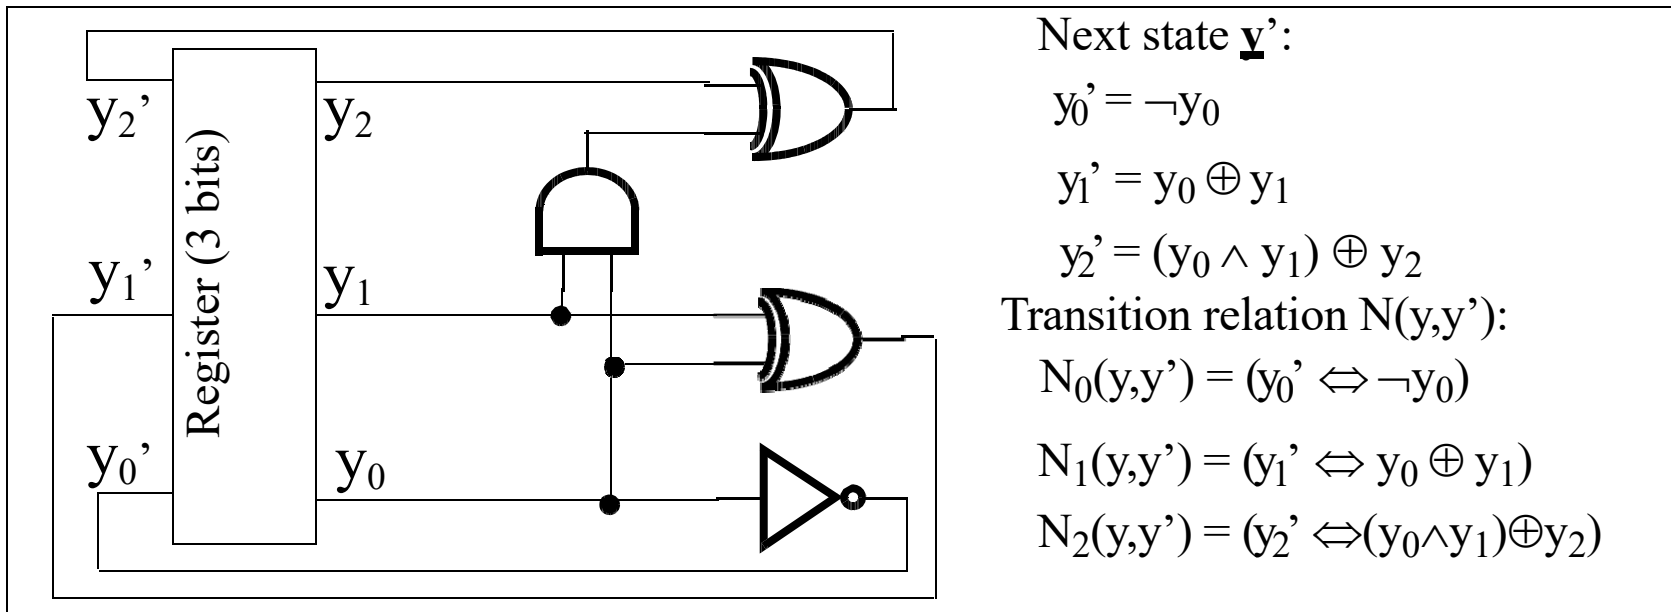 y₂’
y₂
y₁’
y₁
y₀’
y₀
Register (3 bits)
Next state y’:
y₀’ = ¬y₀
y₁’ = y₀ ⊕ y₁
y₂’ = (y₀ ∧ y₁) ⊕ y₂
Transition relation N(y,y’):
N₀(y,y’) = (y₀’ ⇔ ¬y₀)
N₁(y,y’) = (y₁’ ⇔ y₀ ⊕ y₁)
N₂(y,y’) = (y₂’ ⇔(y₀∧y₁)⊕y₂)